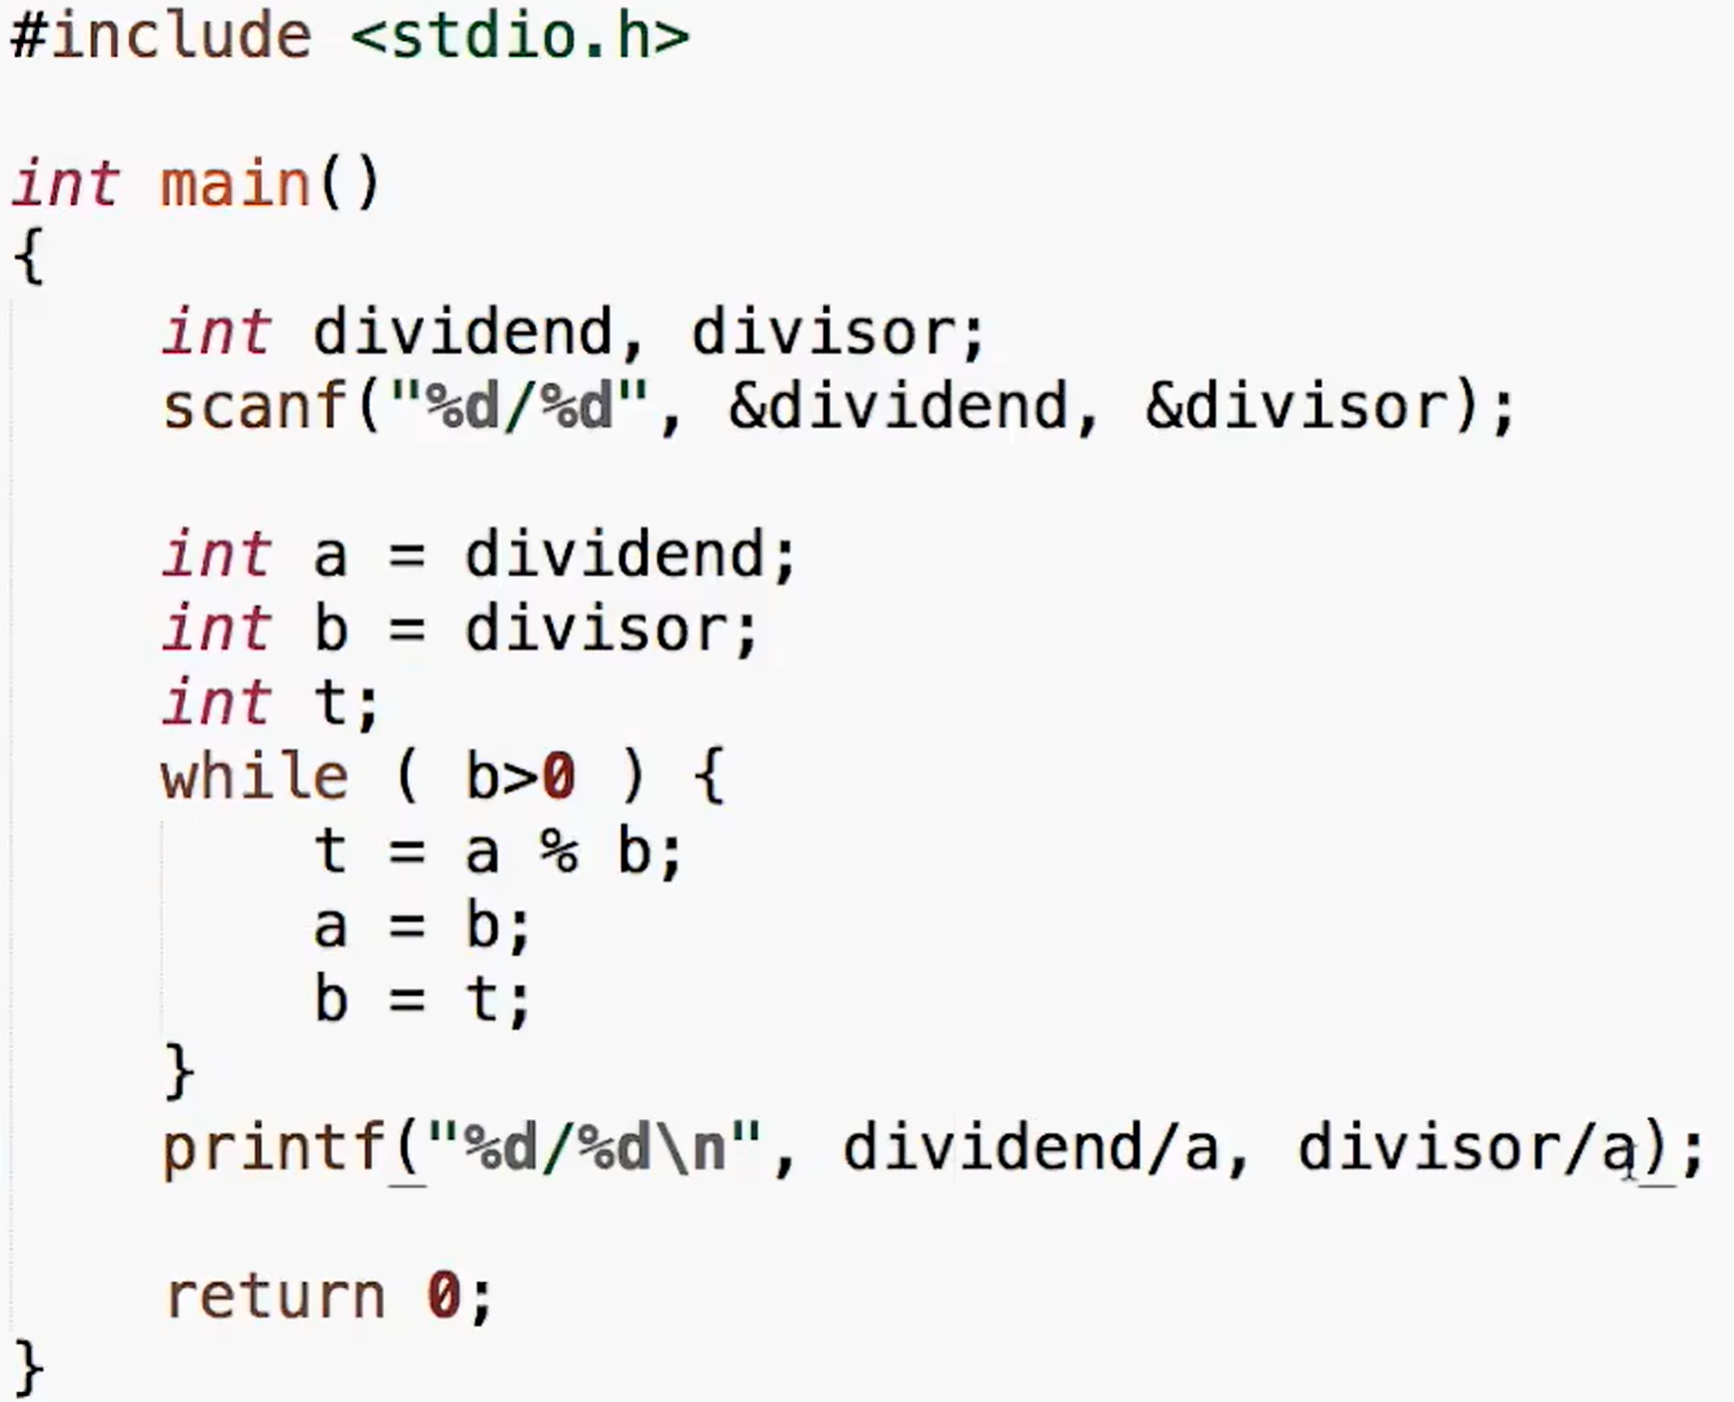 #include <stdio.h>
int main()
{
int dividend, divisor;
scanf("%d/%d", &dividend, &divisor);
int a = dividend;
int b = divisor;
int t;
while ( b>0 ) {
t = a % b;
a = b;
b = t;
}
printf("%d/%d\n", dividend/a, divisor/a);
return 0;
}